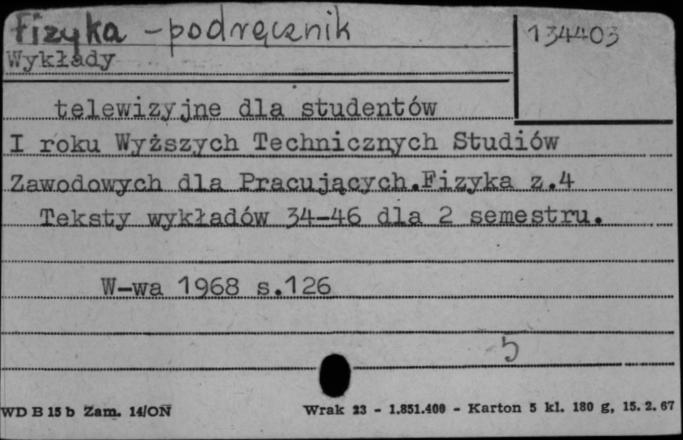 Fizyka - podręcznik
134403
Wykłady
telewizyjne dla studentów
I roku Wyższych Technicznych Studiów
Zawodowych dla Pracujących.Fizyka z.4
Teksty wykładów 34-46 dla 2 semestru.
W-wa 1968 s.126
5
WD B 15 b Zam. 14/ON Wrak 23 - 1.851.400 - Karton 5 kl. 180 g, 15. 2. 67